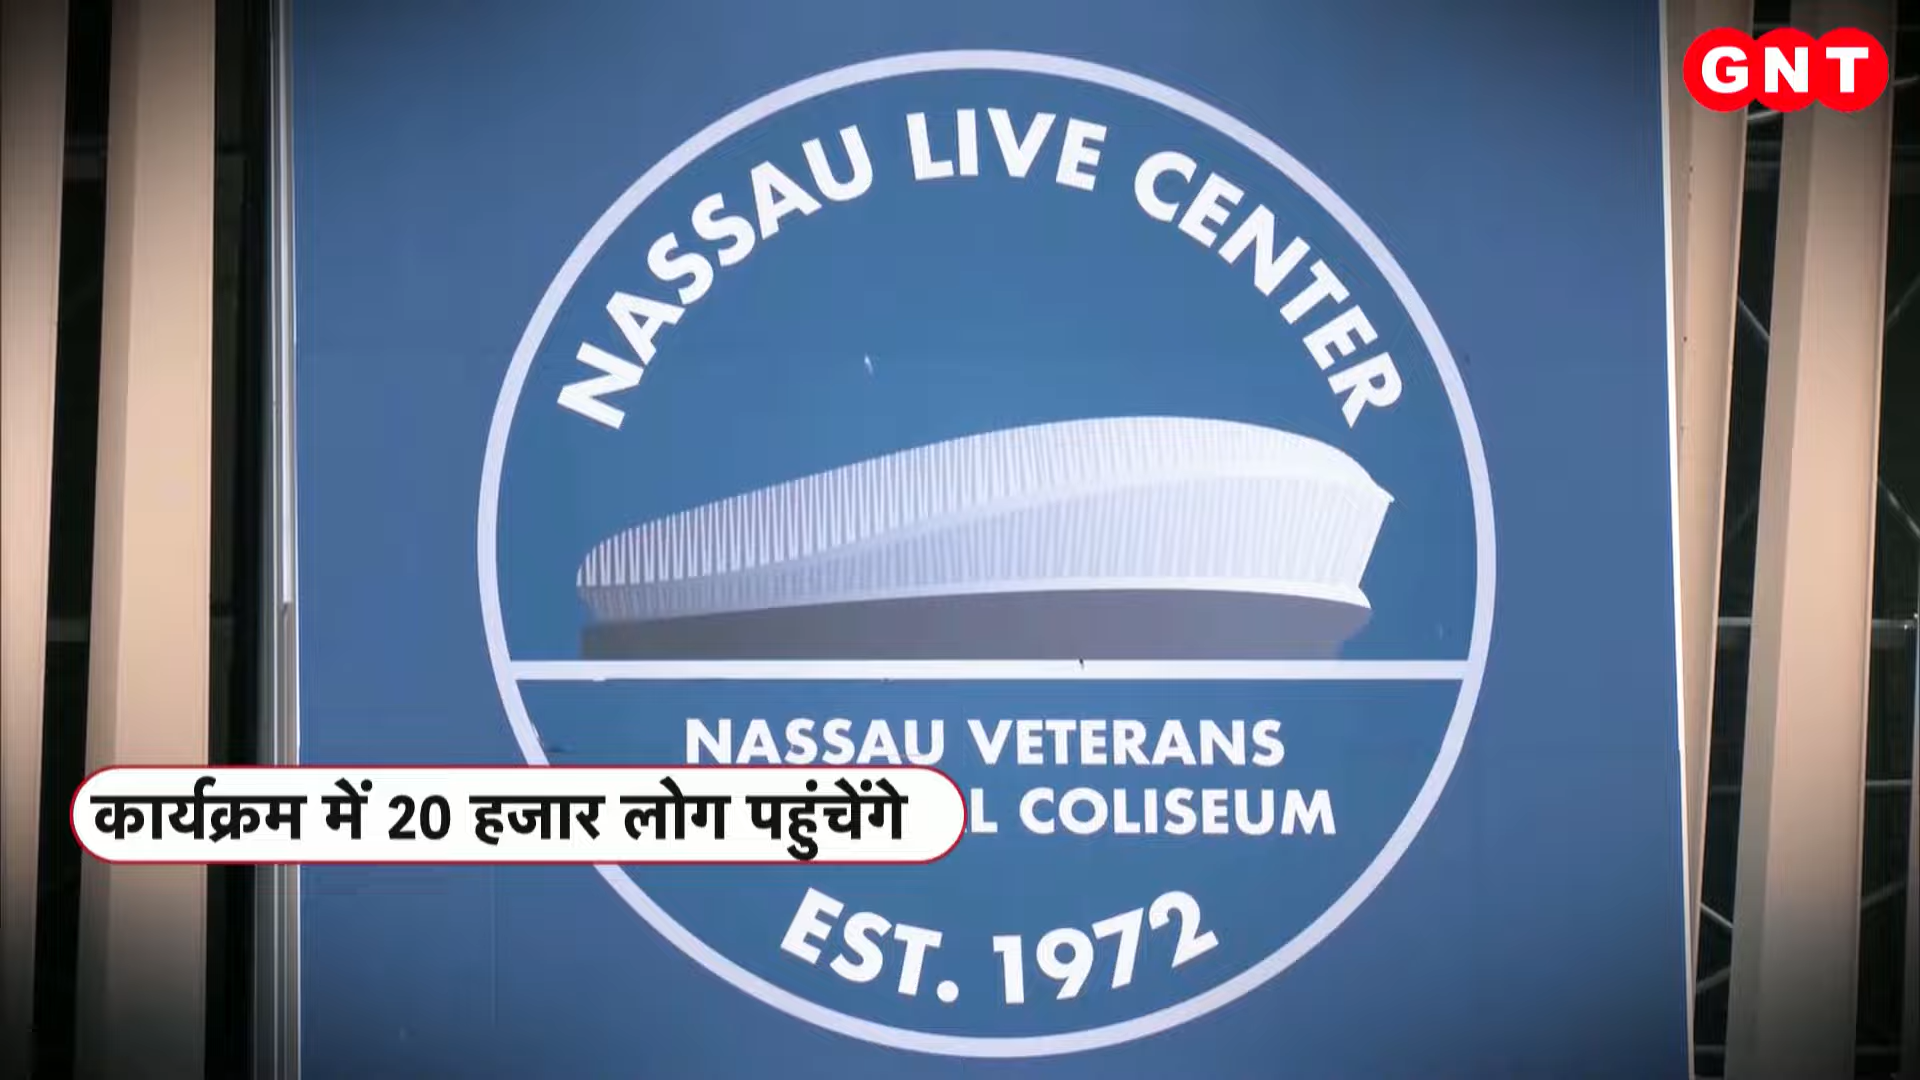 GNT
NASSAU LIVE CENTER
NASSAU VETERANS
L COLISEUM
कार्यक्रम में 20 हजार लोग पहुंचेंगे
EST. 1972